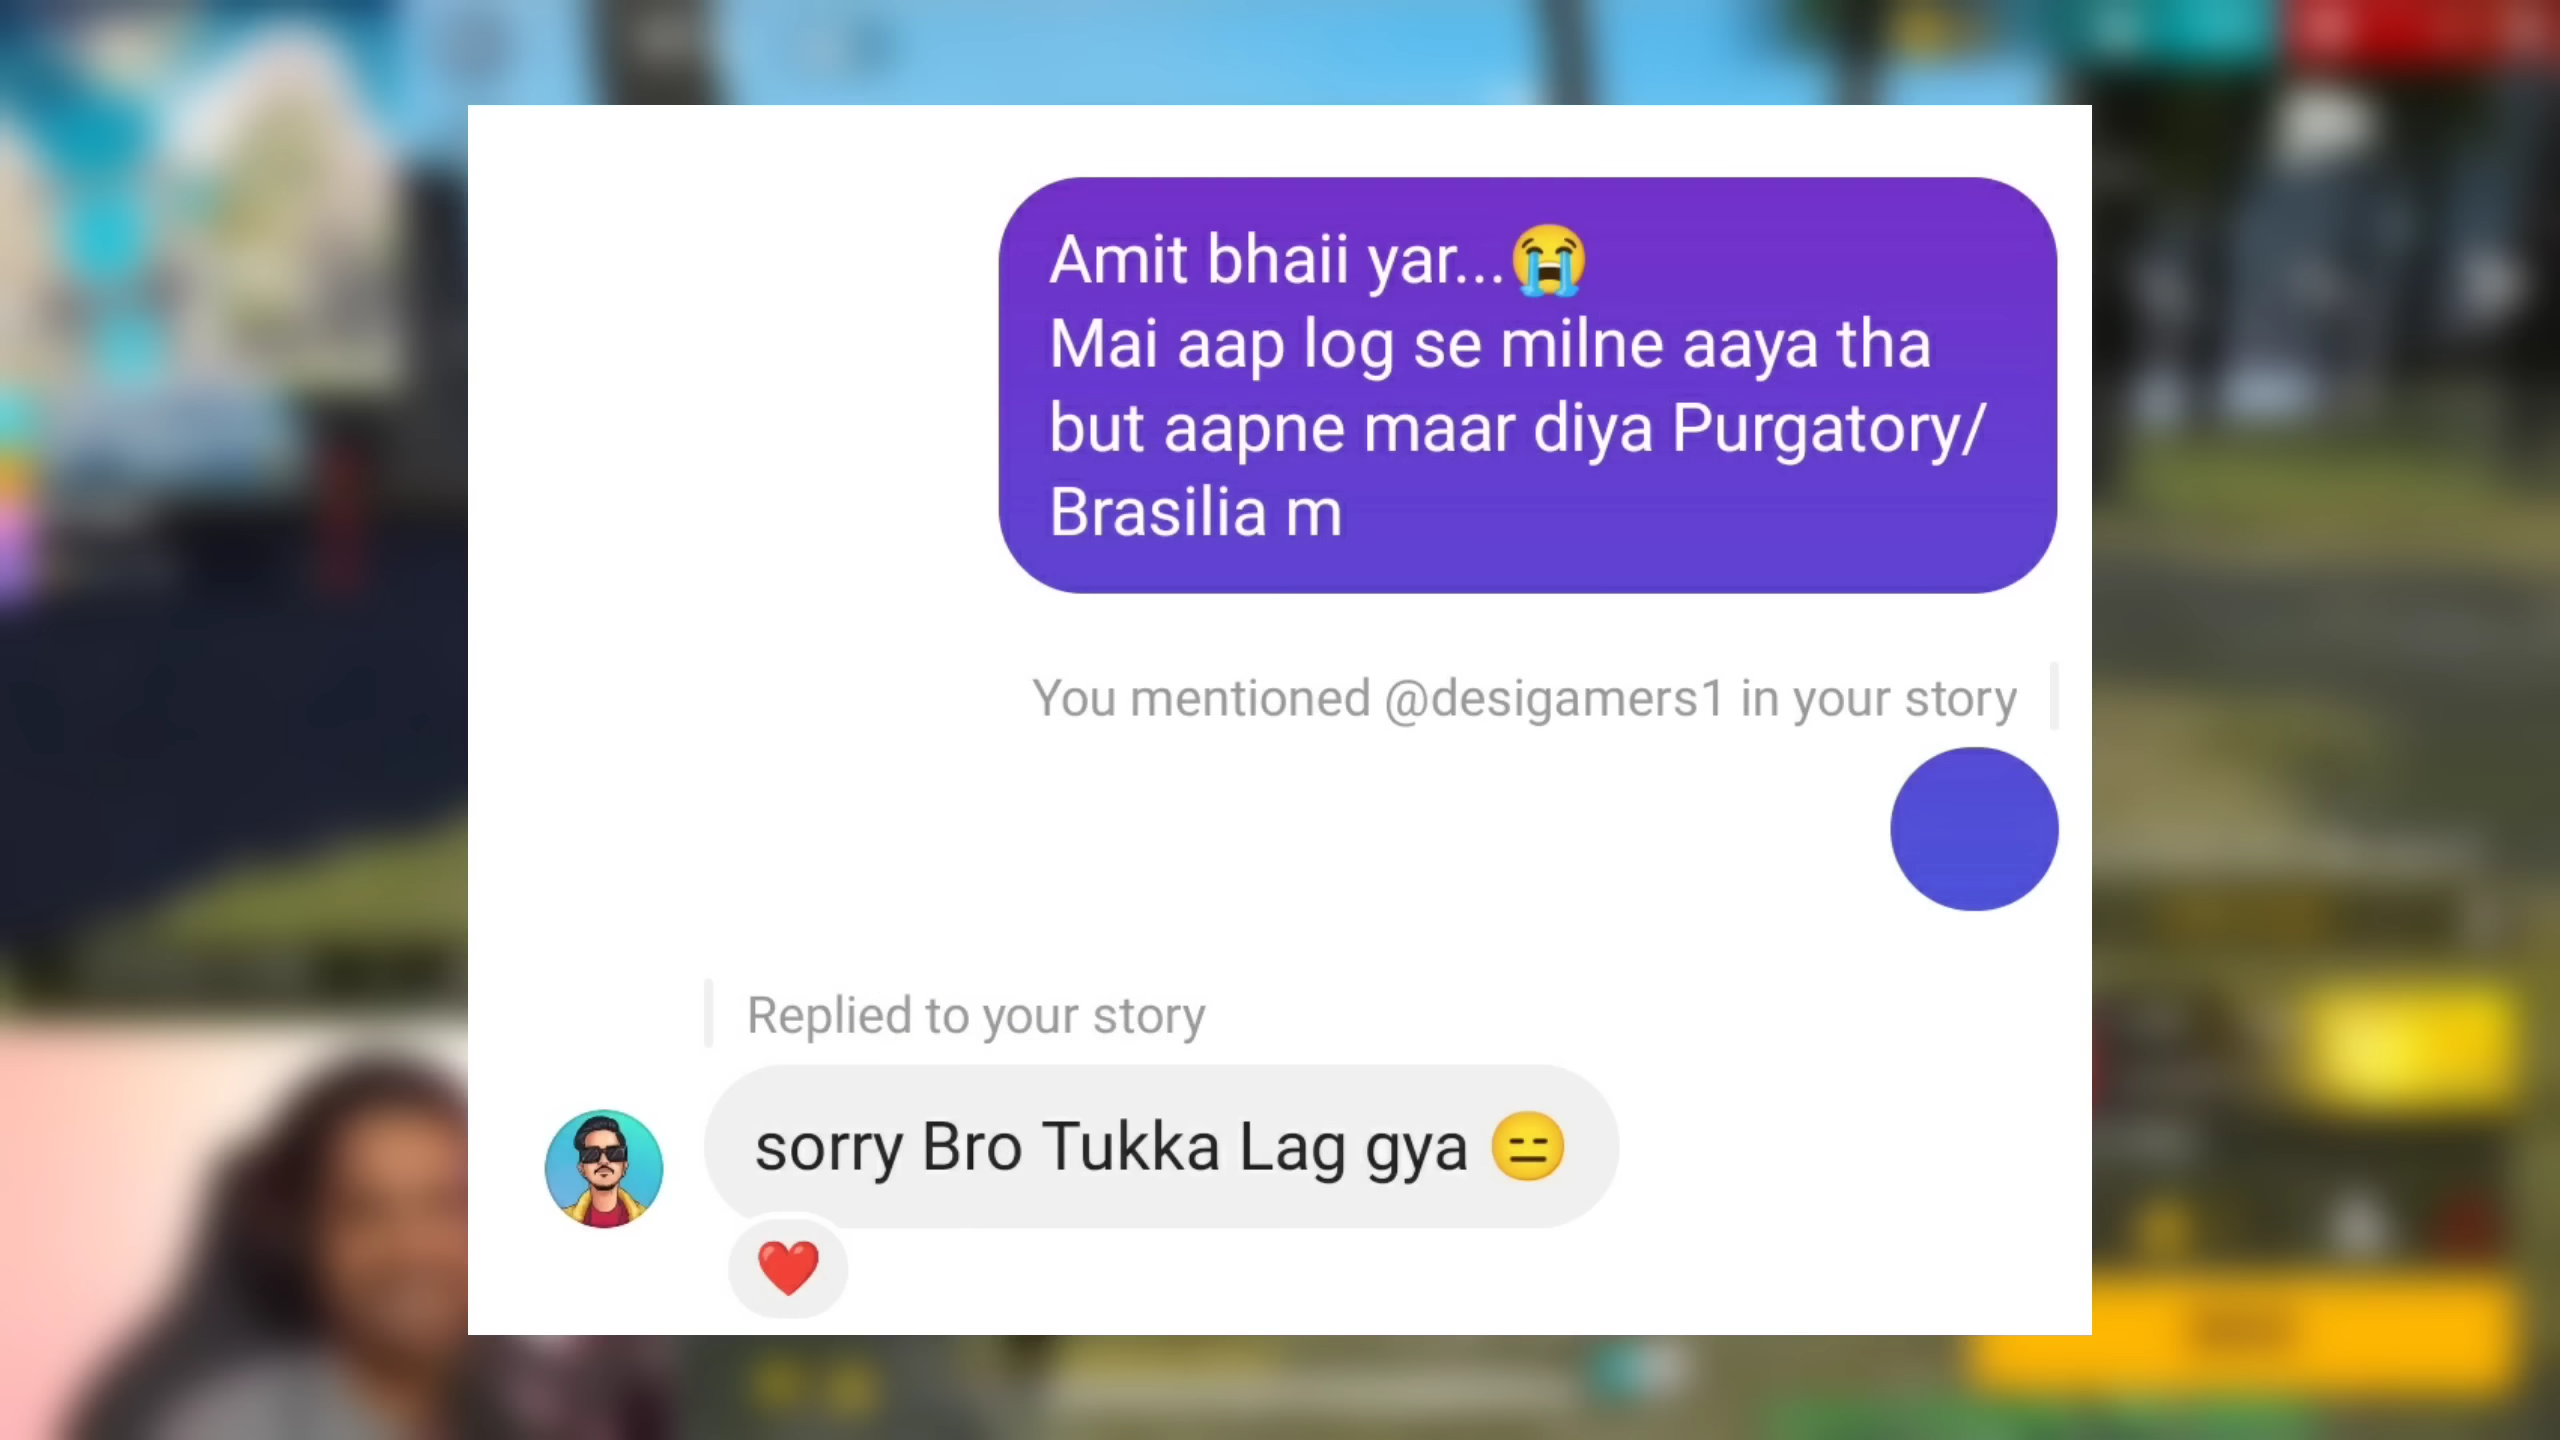 Amit bhaii yar...😭
Mai aap log se milne aaya tha
but aapne maar diya Purgatory/
Brasilia m
You mentioned @desigamers1 in your story
Replied to your story
sorry Bro Tukka Lag gya 😑
❤️